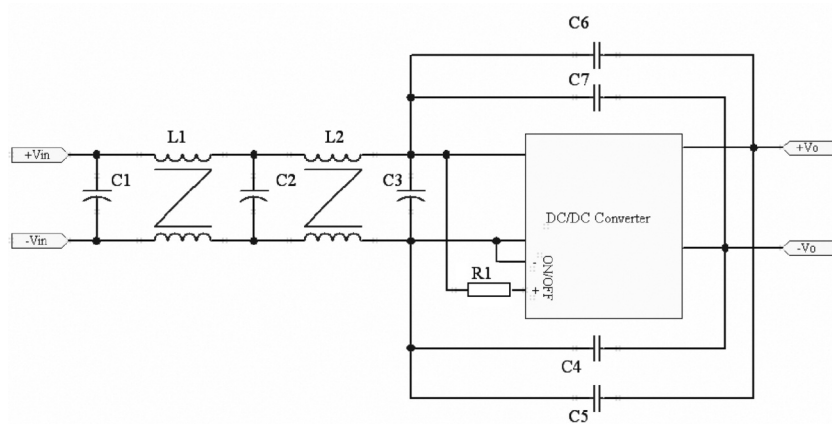 C6
C7
L1
L2
+Vin
+Vo
C1
C2
C3
DC/DC Converter
-Vin
-Vo
-
ON/OFF
R1
+
C4
C5